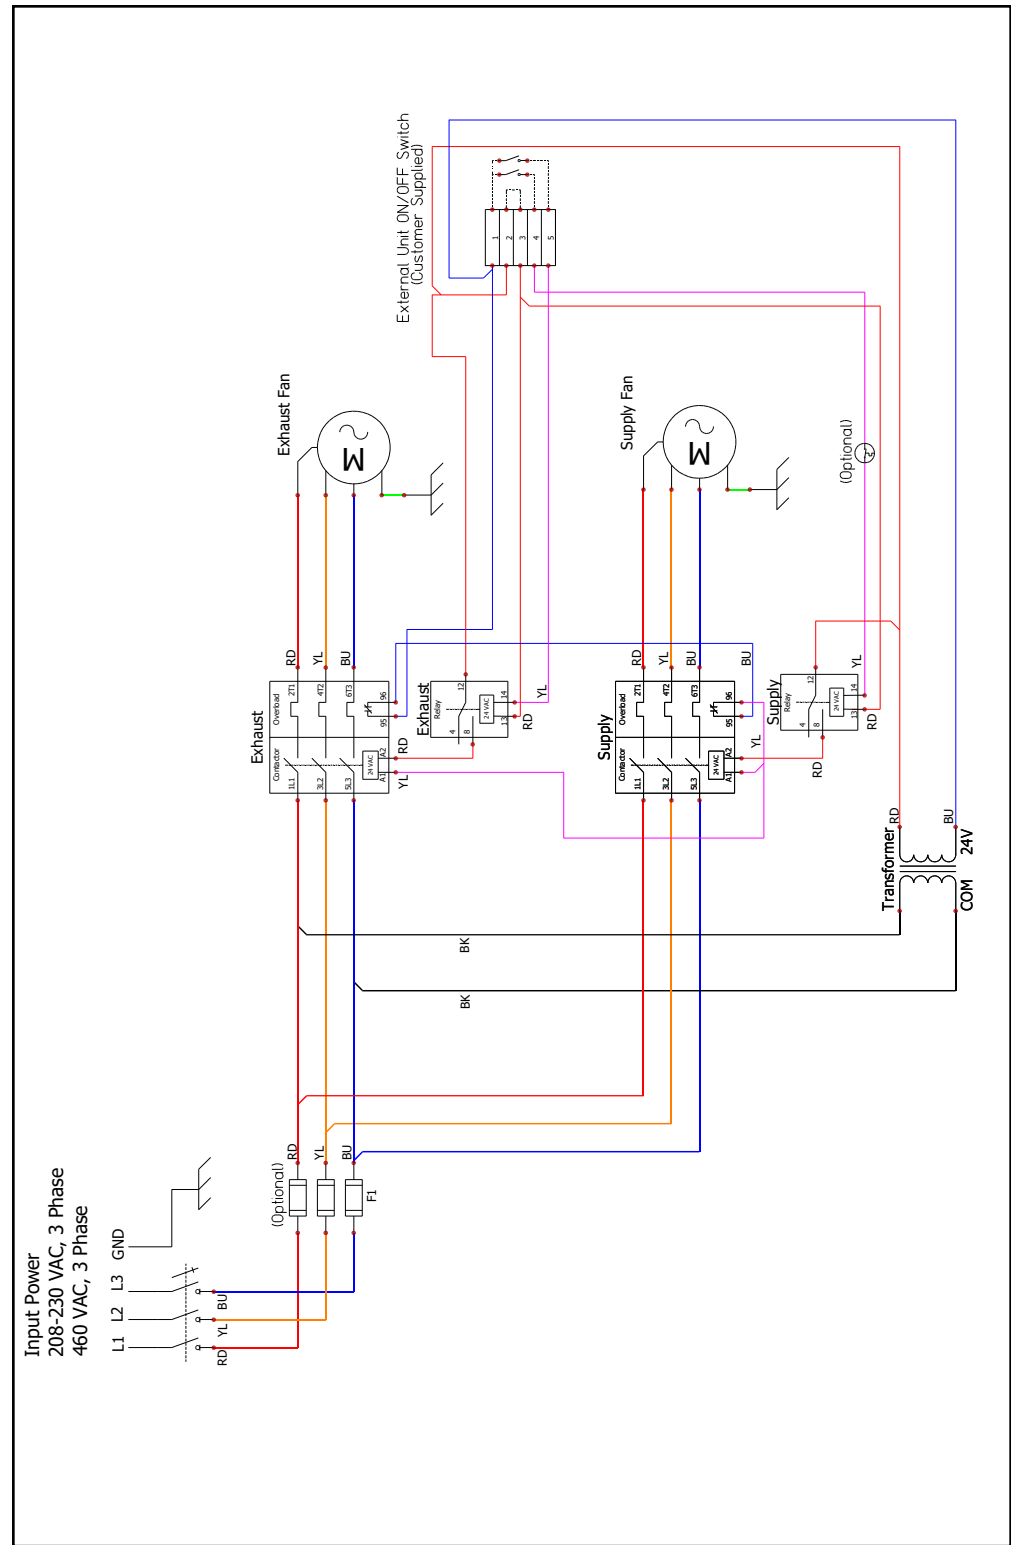 Input Power
208-230 VAC, 3 Phase
460 VAC, 3 Phase
L1
L2
L3
GND
RD
YL
BU
(Optional)
F1
RD
YL
BU
BK
BK
Exhaust
Contactor
Overload
1L1
3L2
5L3
2T1
4T2
6T3
24 VAC
A1
A2
95
96
YL
RD
RD
YL
BU
Exhaust Fan
M
Exhaust
Relay
4
8
12
24 VAC
13
14
RD
YL
External Unit ON/OFF Switch
(Customer Supplied)
1
2
3
4
5
Supply
Contactor
Overload
1L1
3L2
5L3
2T1
4T2
6T3
24 VAC
A1
A2
95
96
YL
BU
RD
YL
BU
Supply Fan
M
Supply
Relay
4
8
12
24 VAC
13
14
RD
RD
YL
(Optional)
S
Transformer
COM
24V
RD
BU